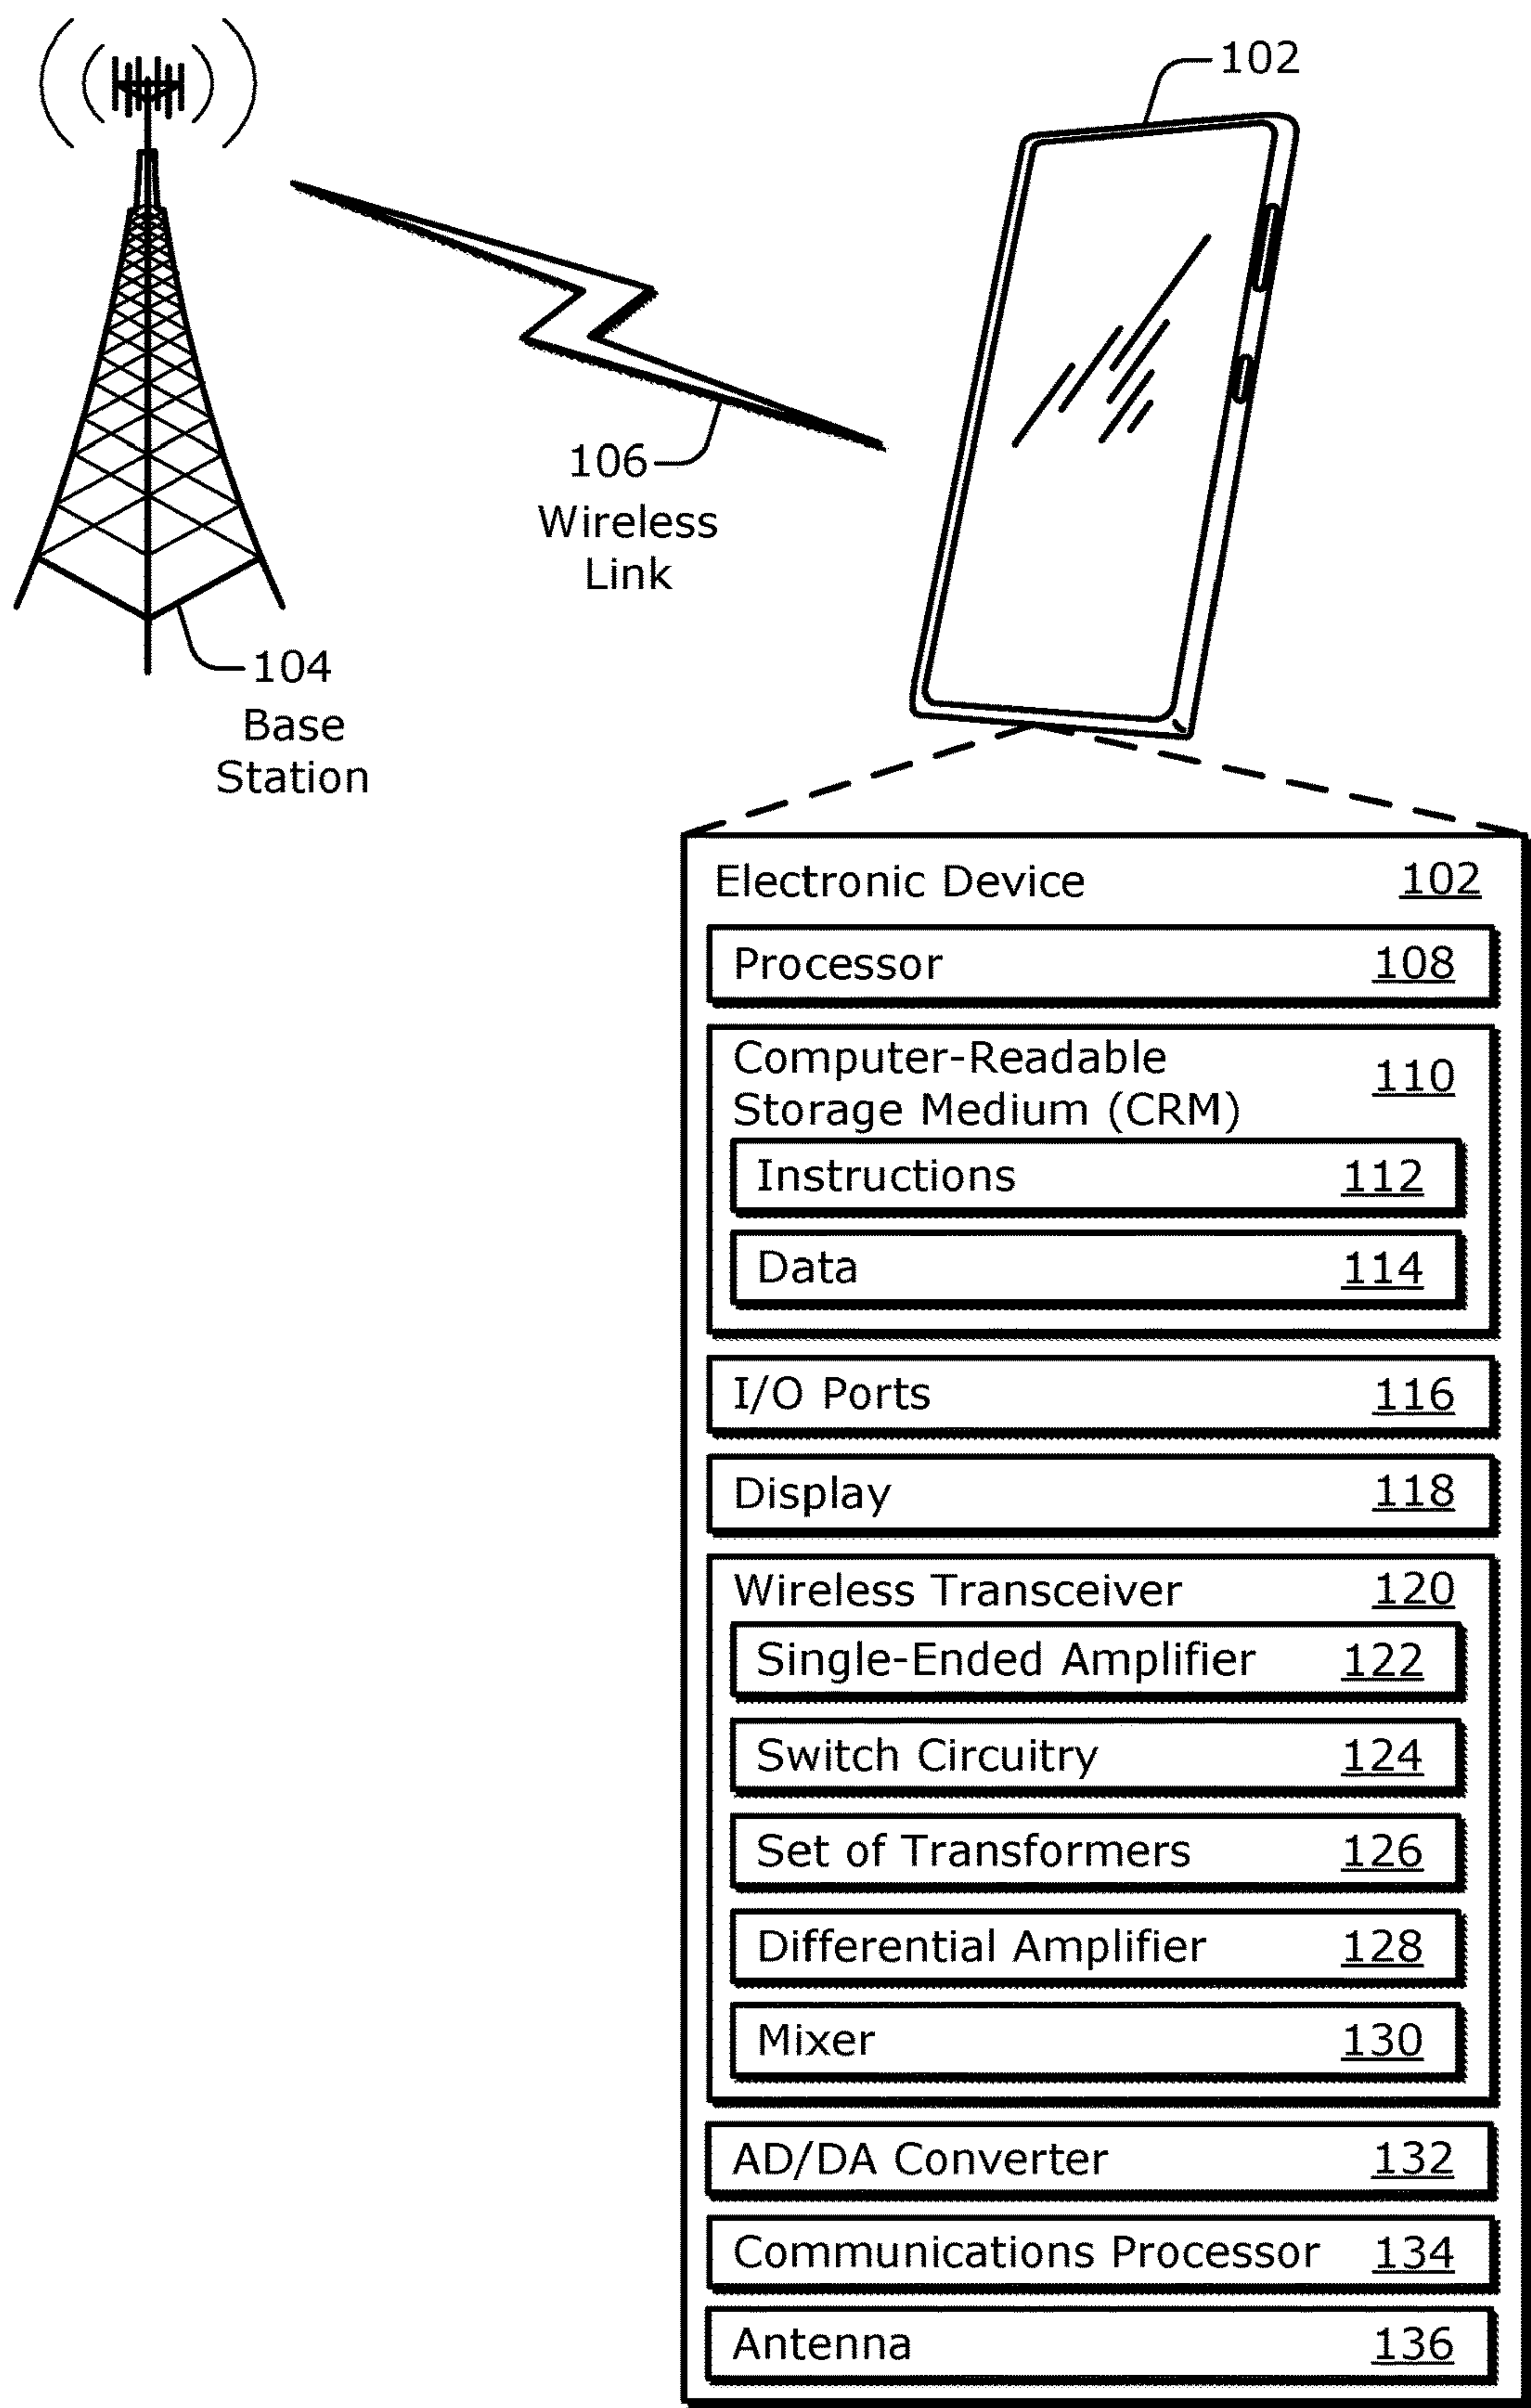 102
106
Wireless
Link
104
Base
Station
Electronic Device 102
Processor 108
Computer-Readable
Storage Medium (CRM) 110
Instructions 112
Data 114
I/O Ports 116
Display 118
Wireless Transceiver 120
Single-Ended Amplifier 122
Switch Circuitry 124
Set of Transformers 126
Differential Amplifier 128
Mixer 130
AD/DA Converter 132
Communications Processor 134
Antenna 136